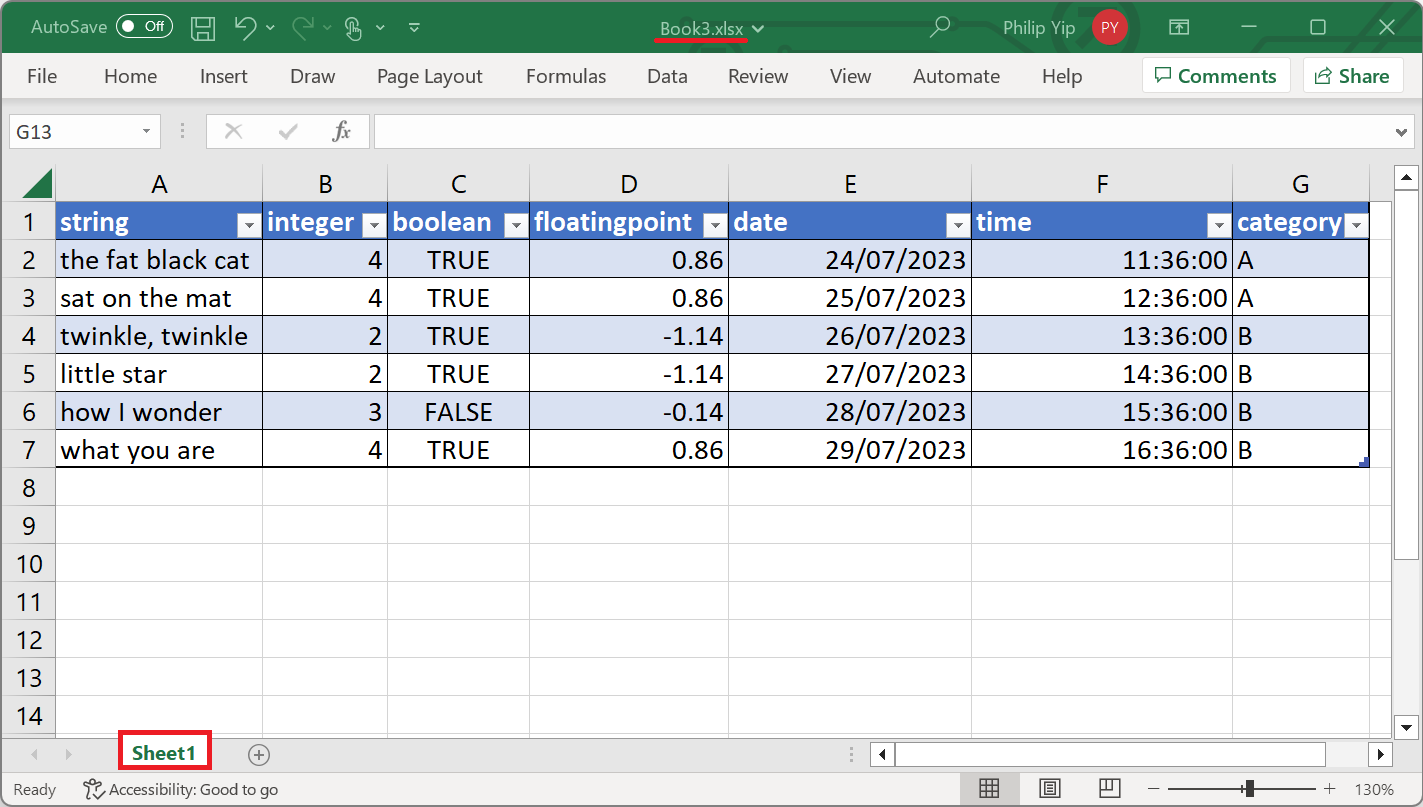 AutoSave Off Book3.xlsx Philip Yip PY
File Home Insert Draw Page Layout Formulas Data Review View Automate Help Comments Share
G13 fx
A B C D E F G
1 string integer boolean floatingpoint date time category
2 the fat black cat 4 TRUE 0.86 24/07/2023 11:36:00 A
3 sat on the mat 4 TRUE 0.86 25/07/2023 12:36:00 A
4 twinkle, twinkle 2 TRUE -1.14 26/07/2023 13:36:00 B
5 little star 2 TRUE -1.14 27/07/2023 14:36:00 B
6 how I wonder 3 FALSE -0.14 28/07/2023 15:36:00 B
7 what you are 4 TRUE 0.86 29/07/2023 16:36:00 B
8
9
10
11
12
13
14
Sheet1
Ready Accessibility: Good to go 130%